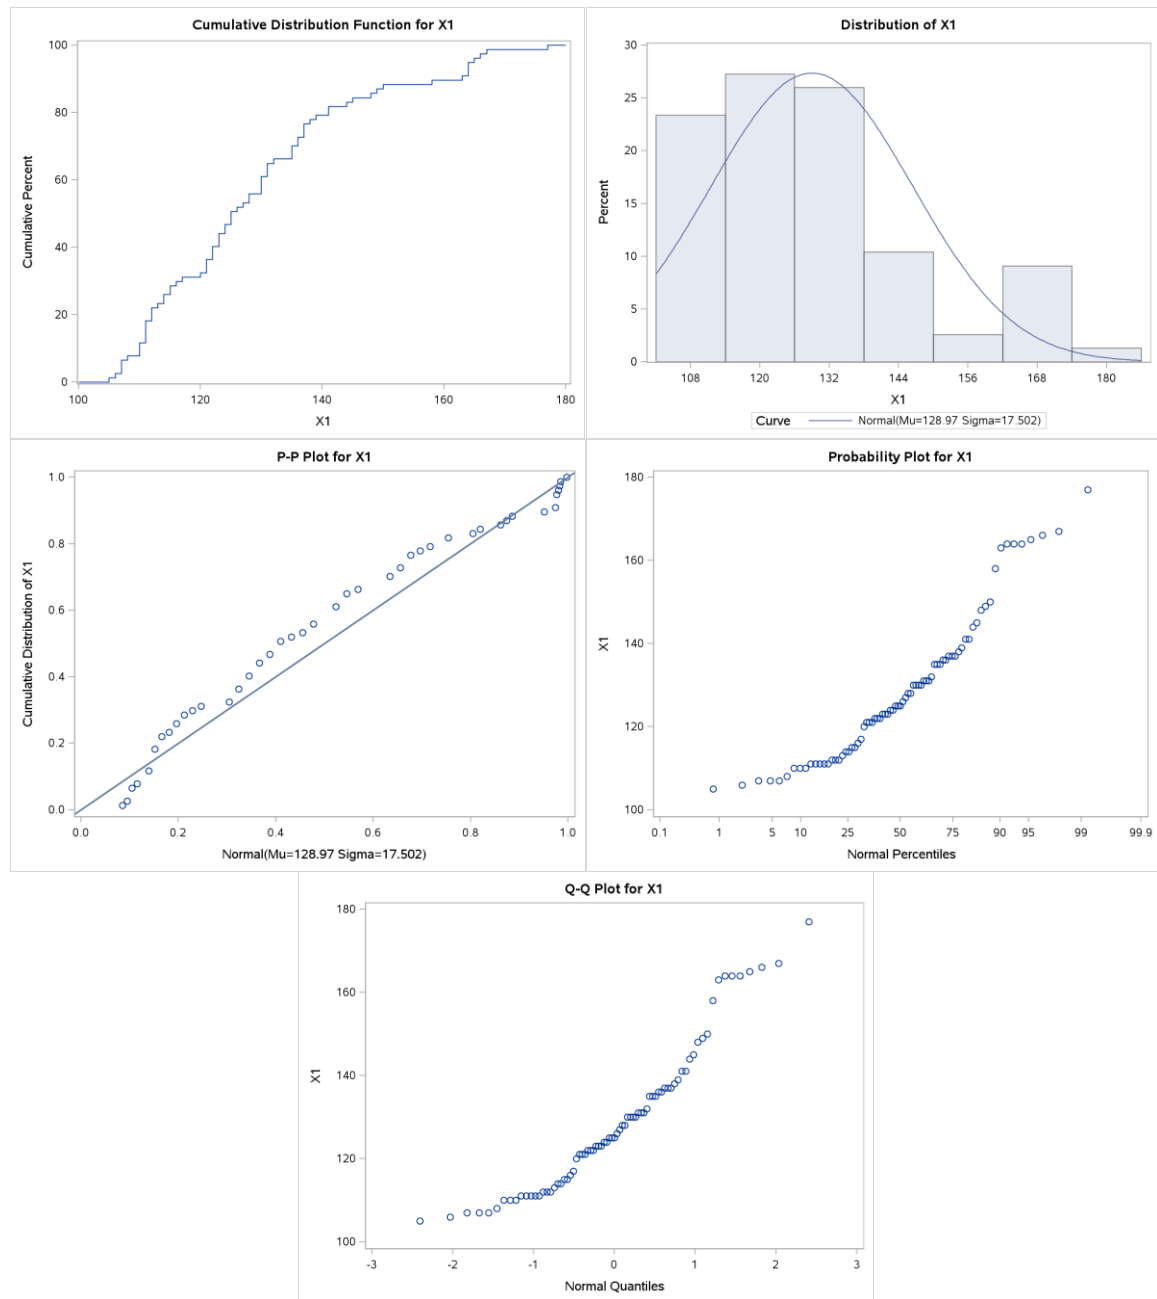 Cumulative Distribution Function for X1
100
80
60
40
20
0
Cumulative Percent
100 120 140 160 180
X1
Distribution of X1
30
25
20
15
10
5
0
Percent
108 120 132 144 156 168 180
X1
Curve Normal(Mu=128.97 Sigma=17.502)
P-P Plot for X1
1.0
0.8
0.6
0.4
0.2
0.0
Cumulative Distribution of X1
0.0 0.2 0.4 0.6 0.8 1.0
Normal(Mu=128.97 Sigma=17.502)
Probability Plot for X1
180
160
140
120
100
X1
0.1 1 5 10 25 50 75 90 95 99 99.9
Normal Percentiles
Q-Q Plot for X1
180
160
140
120
100
X1
-3 -2 -1 0 1 2 3
Normal Quantiles